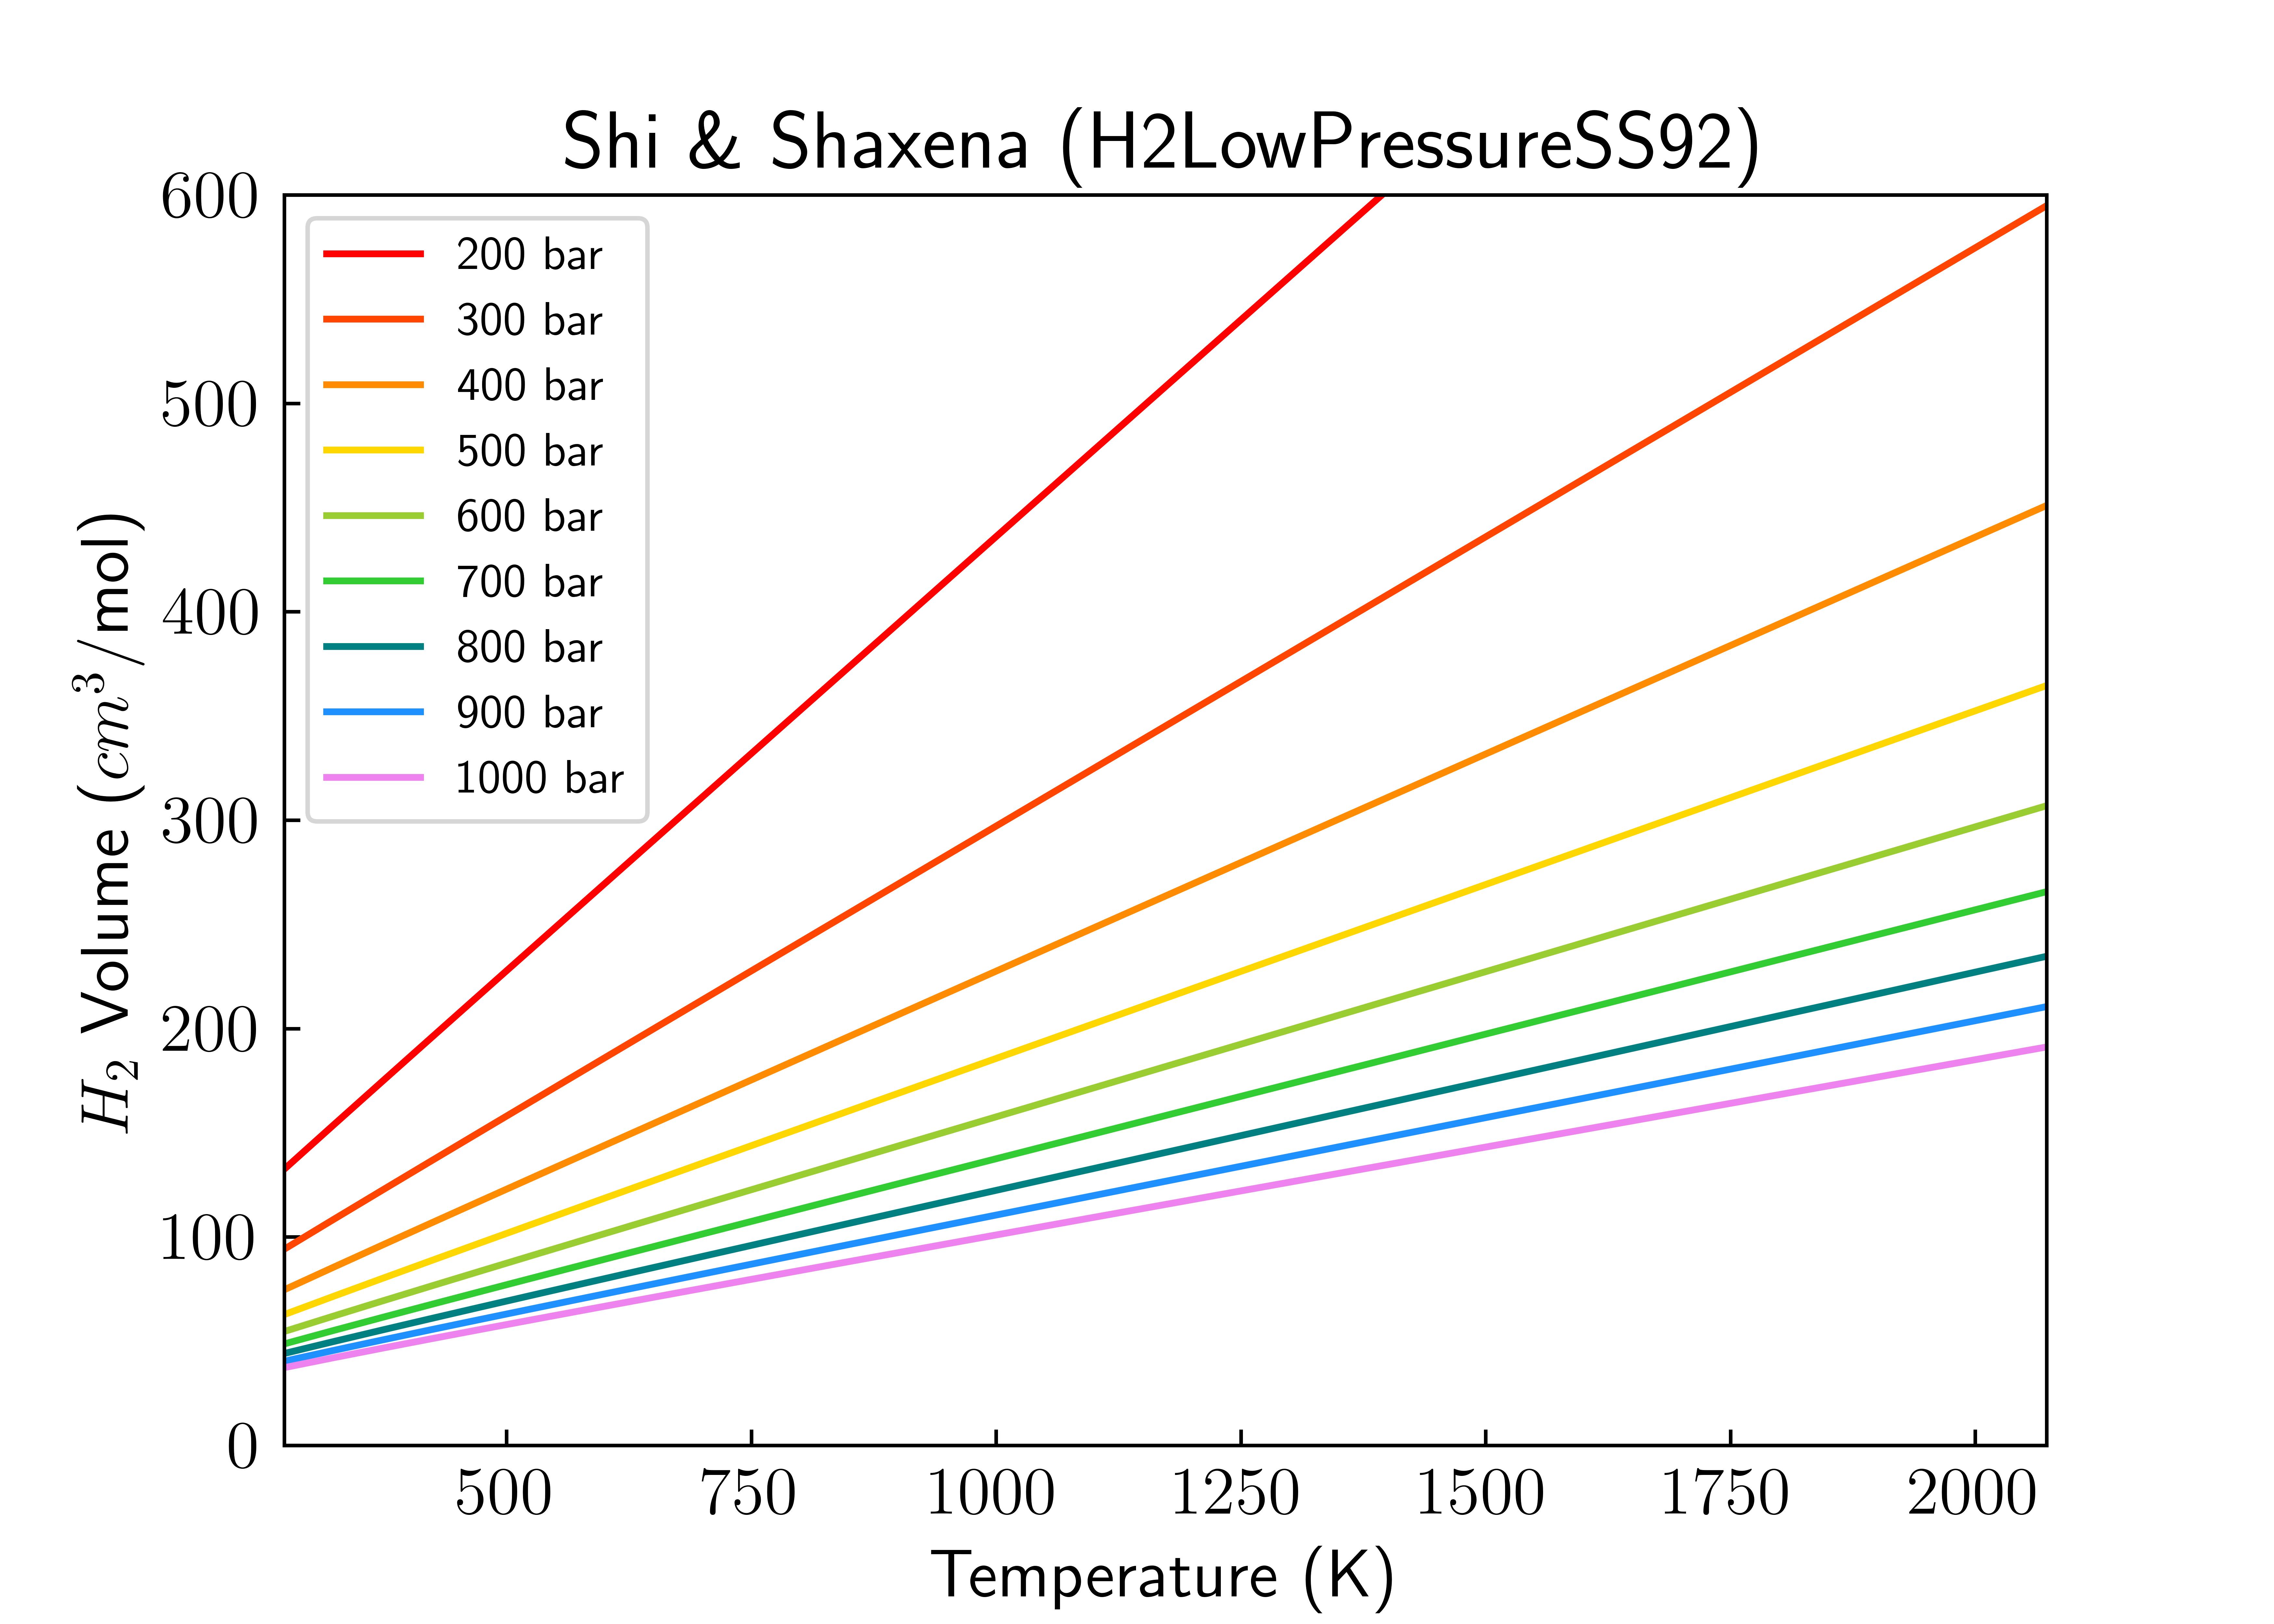 Shi & Shaxena (H2LowPressureSS92)
600
500
400
300
200
100
0
H₂ Volume (cm³/mol)
200 bar
300 bar
400 bar
500 bar
600 bar
700 bar
800 bar
900 bar
1000 bar
500 750 1000 1250 1500 1750 2000
Temperature (K)